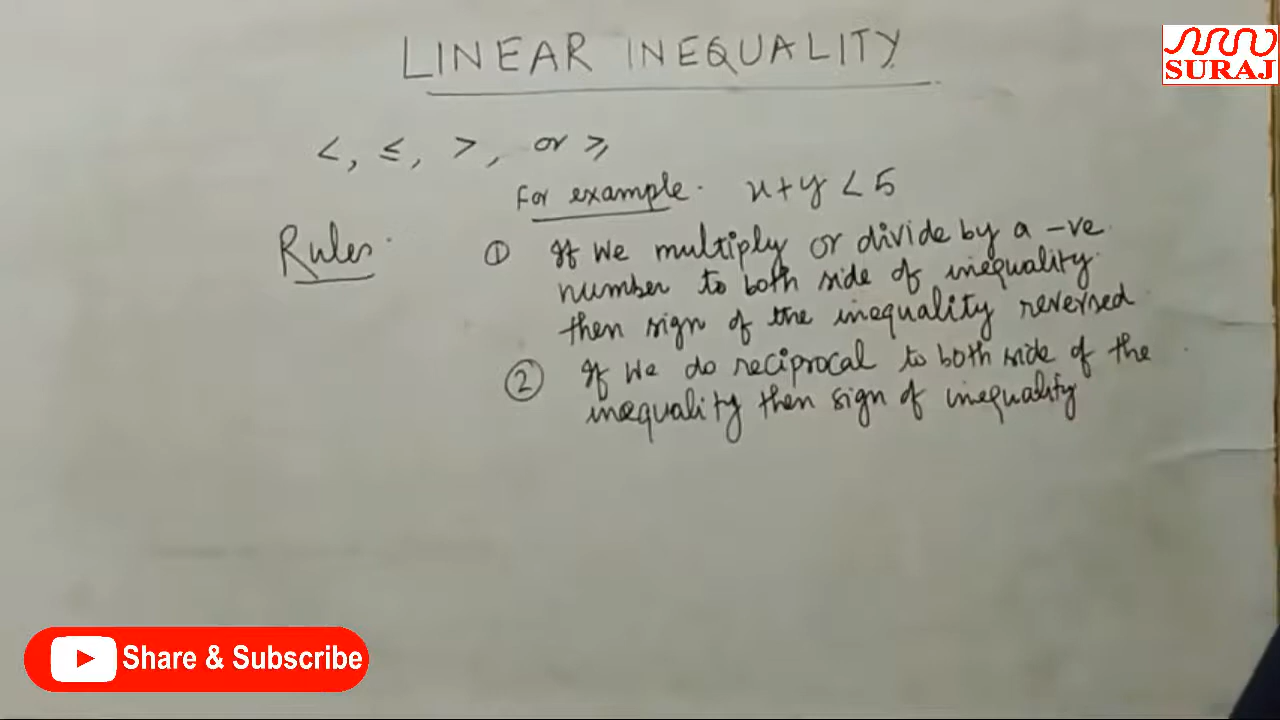 LINEAR INEQUALITY
SURAJ
<, ≤, >, or ≥,
For example. x + y < 5
Rules.
① If we multiply or divide by a -ve
number to both side of inequality
then sign of the inequality reversed
② If we do reciprocal to both side of the
inequality then sign of inequality
Share & Subscribe